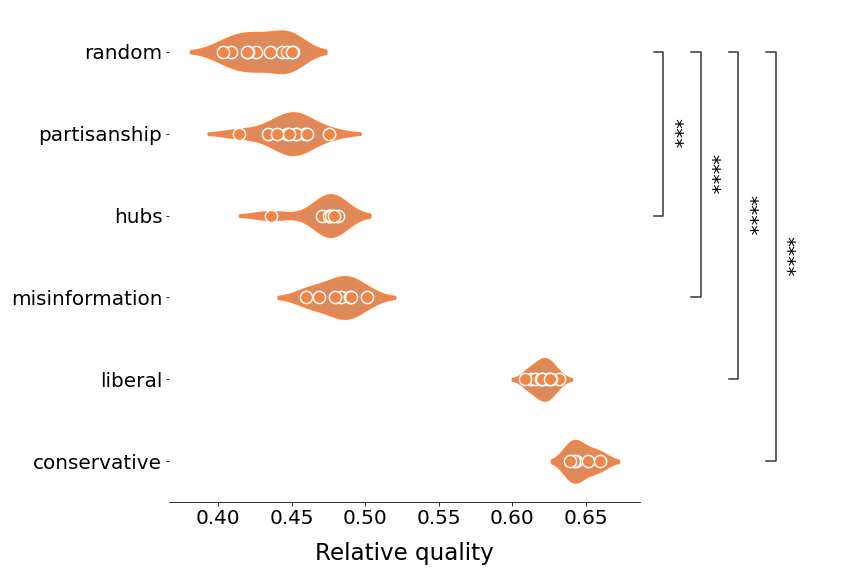 random
partisanship
hubs
misinformation
liberal
conservative
***
****
****
****
0.40 0.45 0.50 0.55 0.60 0.65
Relative quality